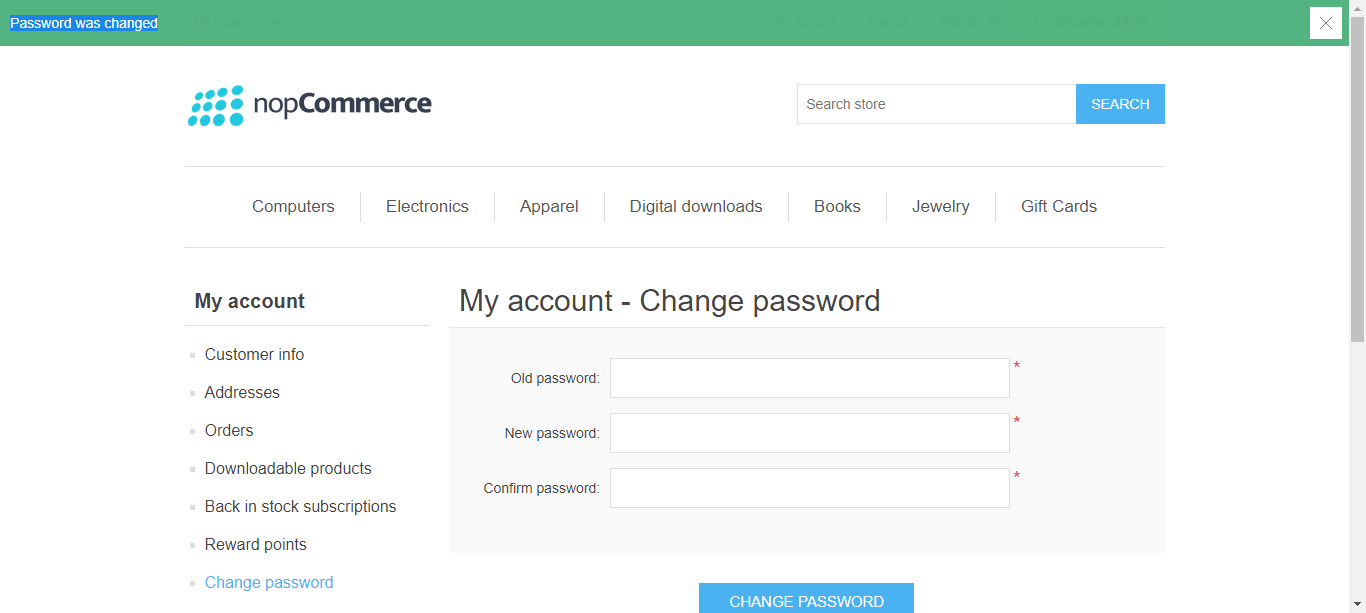 Password was changed
US Dollar
My account Log out Wishlist (0) Shopping cart (0)
nopCommerce
Search store
SEARCH
Computers
Electronics
Apparel
Digital downloads
Books
Jewelry
Gift Cards
My account
Customer info
Addresses
Orders
Downloadable products
Back in stock subscriptions
Reward points
Change password
My account - Change password
Old password: *
New password: *
Confirm password: *
CHANGE PASSWORD